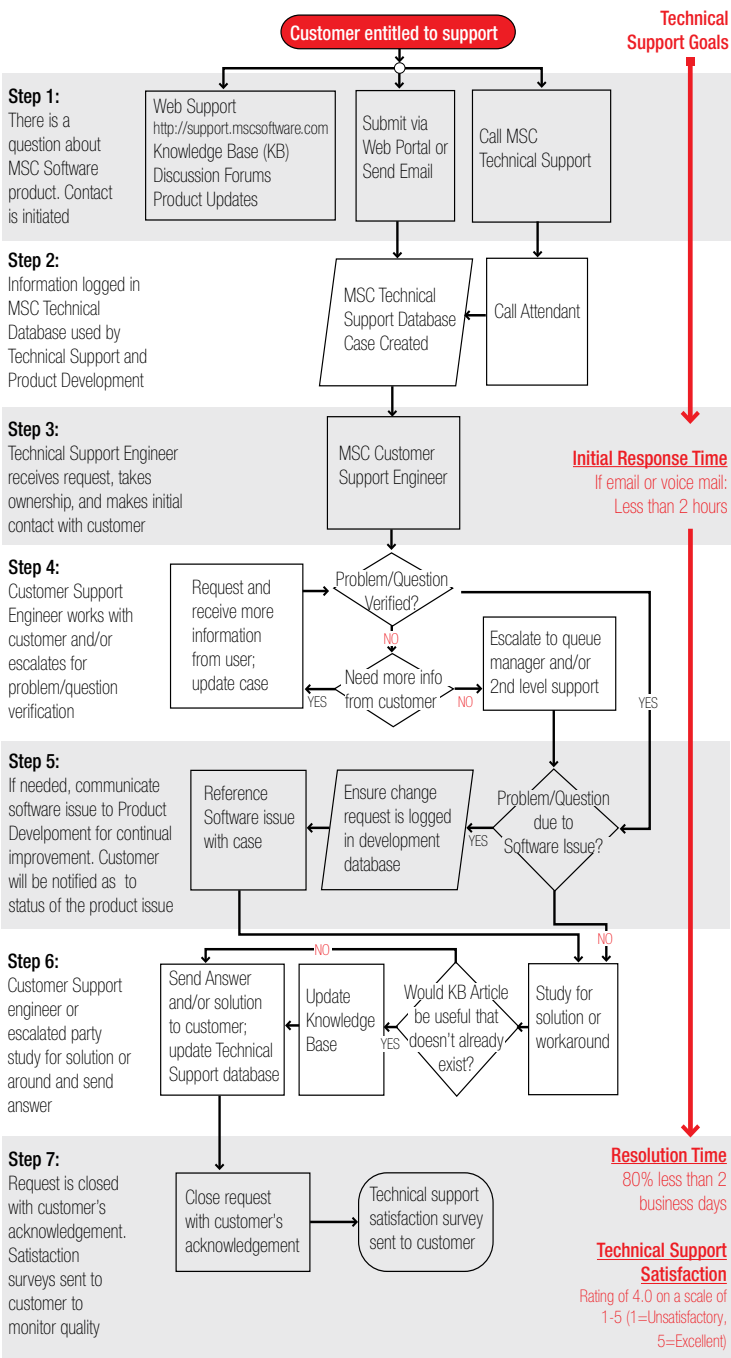 Customer entitled to support
Technical
Support Goals
Step 1:
There is a
question about
MSC Software
product. Contact
is initiated
Web Support
http://support.mscsoftware.com
Knowledge Base (KB)
Discussion Forums
Product Updates
Submit via
Web Portal or
Send Email
Call MSC
Technical Support
Step 2:
Information logged in
MSC Technical
Database used by
Technical Support and
Product Development
MSC Technical
Support Database
Case Created
Call Attendant
Step 3:
Technical Support Engineer
receives request, takes
ownership, and makes initial
contact with customer
MSC Customer
Support Engineer
Initial Response Time
If email or voice mail:
Less than 2 hours
Step 4:
Customer Support
Engineer works with
customer and/or
escalates for
problem/question
verification
Request and
receive more
information
from user;
update case
Problem/Question
Verified?
NO
Need more info
from customer
YES
NO
Escalate to queue
manager and/or
2nd level support
YES
Step 5:
If needed, communicate
software issue to Product
Develpoment for continual
improvement. Customer
will be notified as to
status of the product issue
Reference
Software issue
with case
Ensure change
request is logged
in development
database
YES
Problem/Question
due to
Software Issue?
NO
Step 6:
Customer Support
engineer or
escalated party
study for solution or
around and send
answer
NO
Send Answer
and/or solution
to customer;
update Technical
Support database
Update
Knowledge
Base
YES
Would KB Article
be useful that
doesn't already
exist?
Study for
solution or
workaround
Step 7:
Request is closed
with customer's
acknowledgement.
Satistaction
surveys sent to
customer to
monitor quality
Close request
with customer's
acknowledgement
Technical support
satisfaction survey
sent to customer
Resolution Time
80% less than 2
business days
Technical Support
Satisfaction
Rating of 4.0 on a scale of
1-5 (1=Unsatisfactory,
5=Excellent)